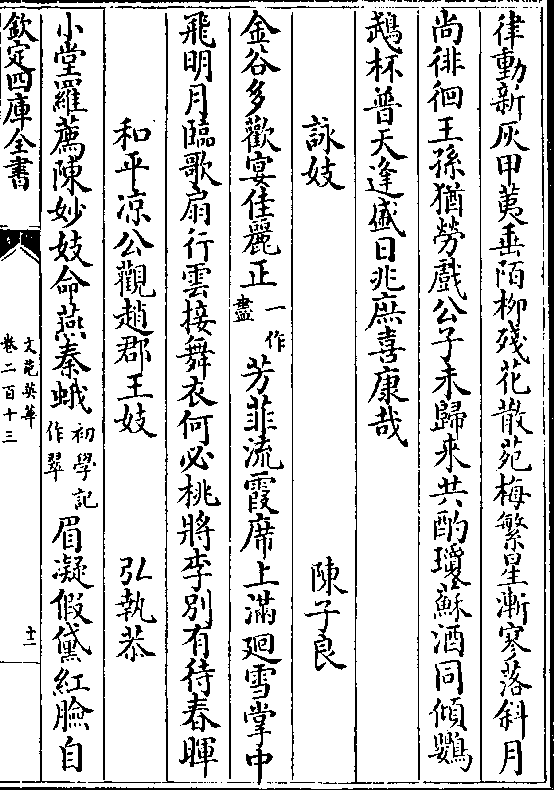 律動新灰甲荑垂陌柳殘花散苑梅繁星漸寒落斜月
尚徘徊王孫猶勞戲公子未歸來共酌瓊蘇酒同傾鸚
鵡杯普天逢盛日兆庶喜康哉
詠妓 陳子良
金谷多歡宴佳麗正一作盡芳菲流霞席上滿迴雪掌中
飛明月臨歌扇行雲接舞衣何必桃將李別有待春暉
和平凉公觀趙郡王妓 弘執恭
小堂羅薦陳妙妓命燕秦蛾初學記作翠眉凝假黛紅臉自
欽定四庫全書
文苑英華
卷二百十三
十二